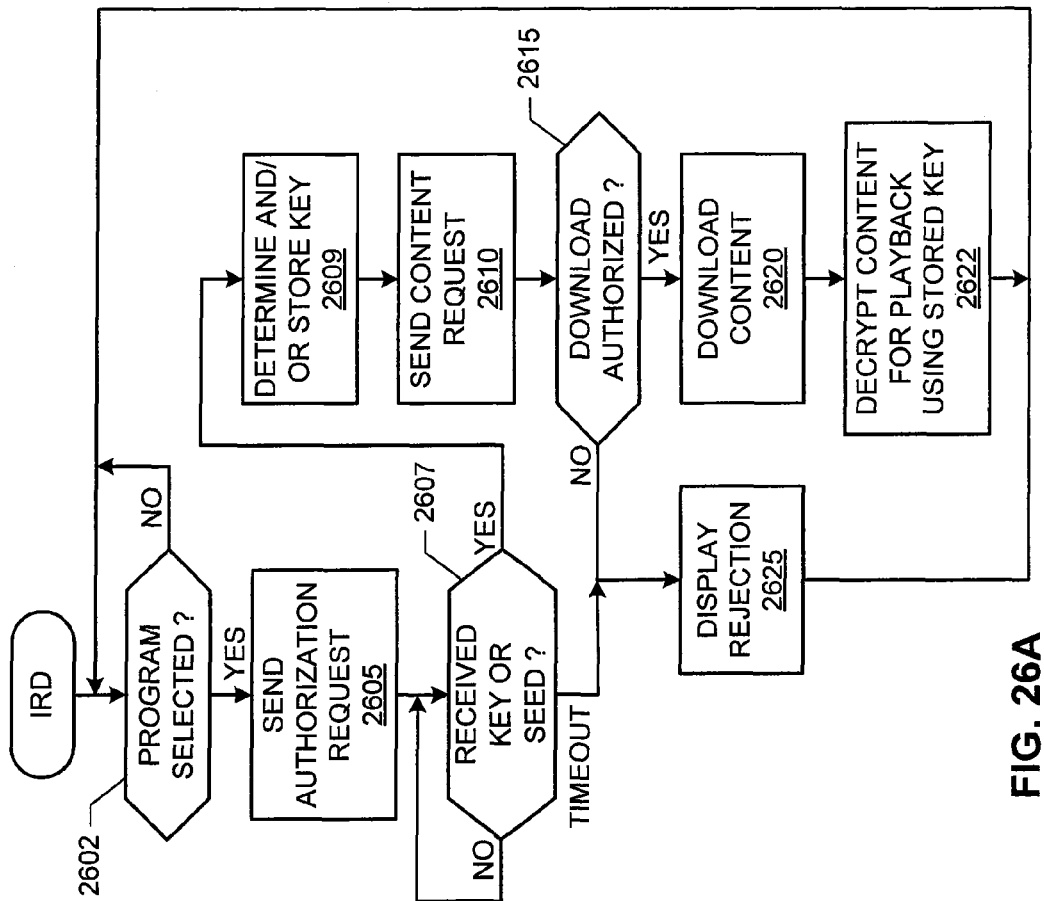 IRD
2602
PROGRAM
SELECTED ?
NO
YES
SEND
AUTHORIZATION
REQUEST
2605
2607
RECEIVED
KEY OR
SEED ?
NO
YES
TIMEOUT
DETERMINE AND/
OR STORE KEY
2609
SEND CONTENT
REQUEST
2610
2615
DOWNLOAD
AUTHORIZED ?
NO
YES
DOWNLOAD
CONTENT
2620
DECRYPT CONTENT
FOR PLAYBACK
USING STORED KEY
2622
DISPLAY
REJECTION
2625
FIG. 26A